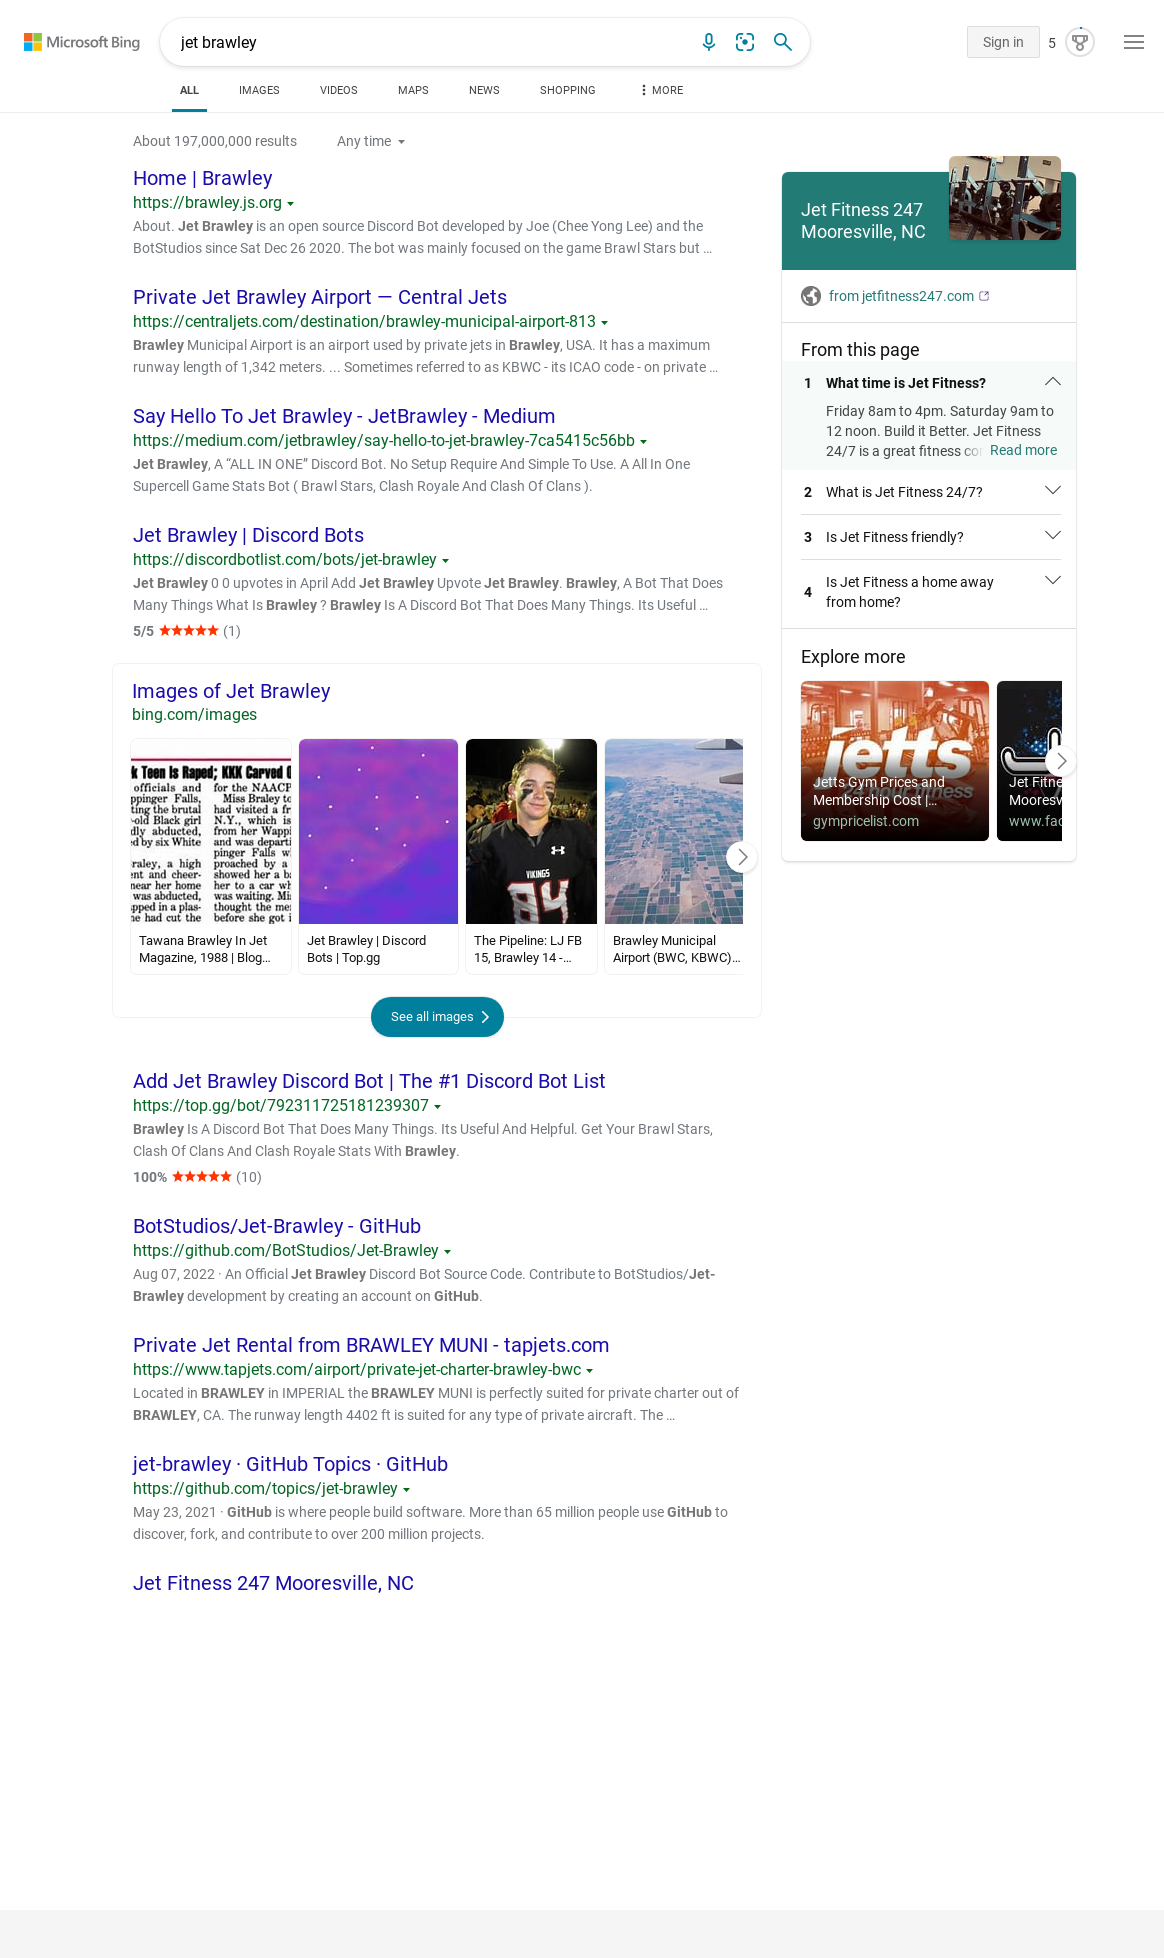 Microsoft Bing
jet brawley
Sign in
5
ALL
IMAGES
VIDEOS
MAPS
NEWS
SHOPPING
MORE
About 197,000,000 results
Any time
Home | Brawley
https://brawley.js.org
About. Jet Brawley is an open source Discord Bot developed by Joe (Chee Yong Lee) and the
BotStudios since Sat Dec 26 2020. The bot was mainly focused on the game Brawl Stars but …
Private Jet Brawley Airport — Central Jets
https://centraljets.com/destination/brawley-municipal-airport-813
Brawley Municipal Airport is an airport used by private jets in Brawley, USA. It has a maximum
runway length of 1,342 meters. ... Sometimes referred to as KBWC - its ICAO code - on private …
Say Hello To Jet Brawley - JetBrawley - Medium
https://medium.com/jetbrawley/say-hello-to-jet-brawley-7ca5415c56bb
Jet Brawley, A “ALL IN ONE” Discord Bot. No Setup Require And Simple To Use. A All In One
Supercell Game Stats Bot ( Brawl Stars, Clash Royale And Clash Of Clans ).
Jet Brawley | Discord Bots
https://discordbotlist.com/bots/jet-brawley
Jet Brawley 0 0 upvotes in April Add Jet Brawley Upvote Jet Brawley. Brawley, A Bot That Does
Many Things What Is Brawley ? Brawley Is A Discord Bot That Does Many Things. Its Useful …
5/5
(1)
Images of Jet Brawley
bing.com/images
k Teen Is Raped; KKK Carved
officials and
ppinger Falls,
ting the brutal
-old Black girl
dly abducted,
ed by six White
raley, a high
ent and cheer-
near her home
was abducted,
pped in a plas-
ne had cut the
for the NAACP
Miss Braley to
had visited a fr
N.Y., which is
from her Wappi
and was departi
pinger Falls wh
proached by a
showed her a ba
her to a car wh
was waiting. Mi
thought the me
before she got i
Tawana Brawley In Jet
Magazine, 1988 | Blog…
Jet Brawley | Discord
Bots | Top.gg
VIKINGS
84
The Pipeline: LJ FB
15, Brawley 14 -…
Brawley Municipal
Airport (BWC, KBWC)…
See all images
Add Jet Brawley Discord Bot | The #1 Discord Bot List
https://top.gg/bot/792311725181239307
Brawley Is A Discord Bot That Does Many Things. Its Useful And Helpful. Get Your Brawl Stars,
Clash Of Clans And Clash Royale Stats With Brawley.
100%
(10)
BotStudios/Jet-Brawley - GitHub
https://github.com/BotStudios/Jet-Brawley
Aug 07, 2022 · An Official Jet Brawley Discord Bot Source Code. Contribute to BotStudios/Jet-
Brawley development by creating an account on GitHub.
Private Jet Rental from BRAWLEY MUNI - tapjets.com
https://www.tapjets.com/airport/private-jet-charter-brawley-bwc
Located in BRAWLEY in IMPERIAL the BRAWLEY MUNI is perfectly suited for private charter out of
BRAWLEY, CA. The runway length 4402 ft is suited for any type of private aircraft. The …
jet-brawley · GitHub Topics · GitHub
https://github.com/topics/jet-brawley
May 23, 2021 · GitHub is where people build software. More than 65 million people use GitHub to
discover, fork, and contribute to over 200 million projects.
Jet Fitness 247 Mooresville, NC
Jet Fitness 247
Mooresville, NC
from jetfitness247.com
From this page
1 What time is Jet Fitness?
Friday 8am to 4pm. Saturday 9am to
12 noon. Build it Better. Jet Fitness
24/7 is a great fitness co Read more
2 What is Jet Fitness 24/7?
3 Is Jet Fitness friendly?
4 Is Jet Fitness a home away
from home?
Explore more
jetts
24 hour fitness
Jetts Gym Prices and
Membership Cost |…
gympricelist.com
Jet Fitne
Mooresv
www.fac